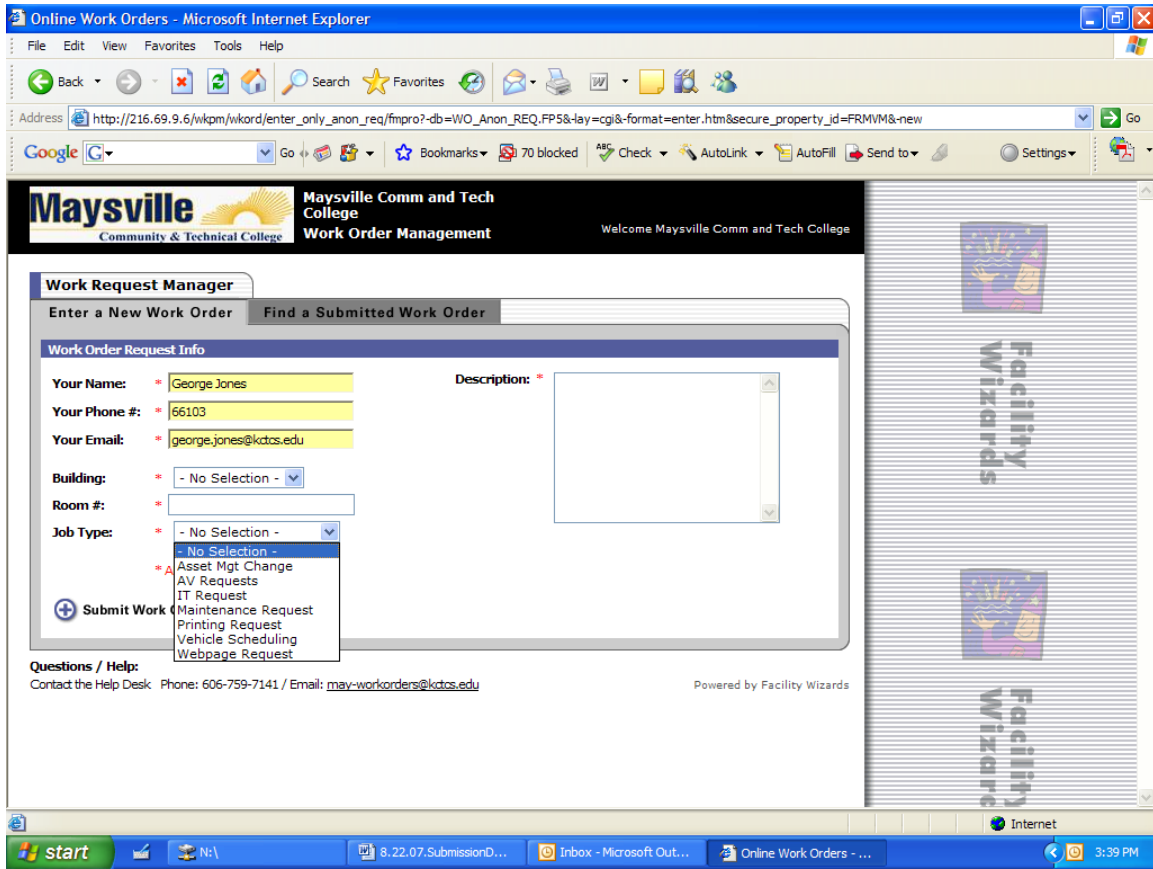 Online Work Orders - Microsoft Internet Explorer
File Edit View Favorites Tools Help
Back Search Favorites
Address http://216.69.9.6/wkpm/wkord/enter_only_anon_req/fmpro?-db=WO_Anon_REQ.FP5&-lay=cgi&-format=enter.htm&secure_property_id=FRMVM&-new Go
Google G Go Bookmarks 70 blocked ABC Check AutoLink AutoFill Send to Settings
Maysville
Community & Technical College
Maysville Comm and Tech
College
Work Order Management
Welcome Maysville Comm and Tech College
Work Request Manager
Enter a New Work Order Find a Submitted Work Order
Work Order Request Info
Your Name: * George Jones
Description: *
Your Phone #: * 66103
Your Email: * george.jones@kctcs.edu
Building: * - No Selection -
Room #: *
Job Type: * - No Selection -
- No Selection -
Asset Mgt Change
* A
AV Requests
IT Request
Submit Work O
Maintenance Request
Printing Request
Vehicle Scheduling
Webpage Request
Questions / Help:
Contact the Help Desk Phone: 606-759-7141 / Email: may-workorders@kctcs.edu
Powered by Facility Wizards
Facility
Wizards
Facility
Wizard
Internet
start N:\ 8.22.07.SubmissionD... Inbox - Microsoft Out... Online Work Orders - ... 3:39 PM